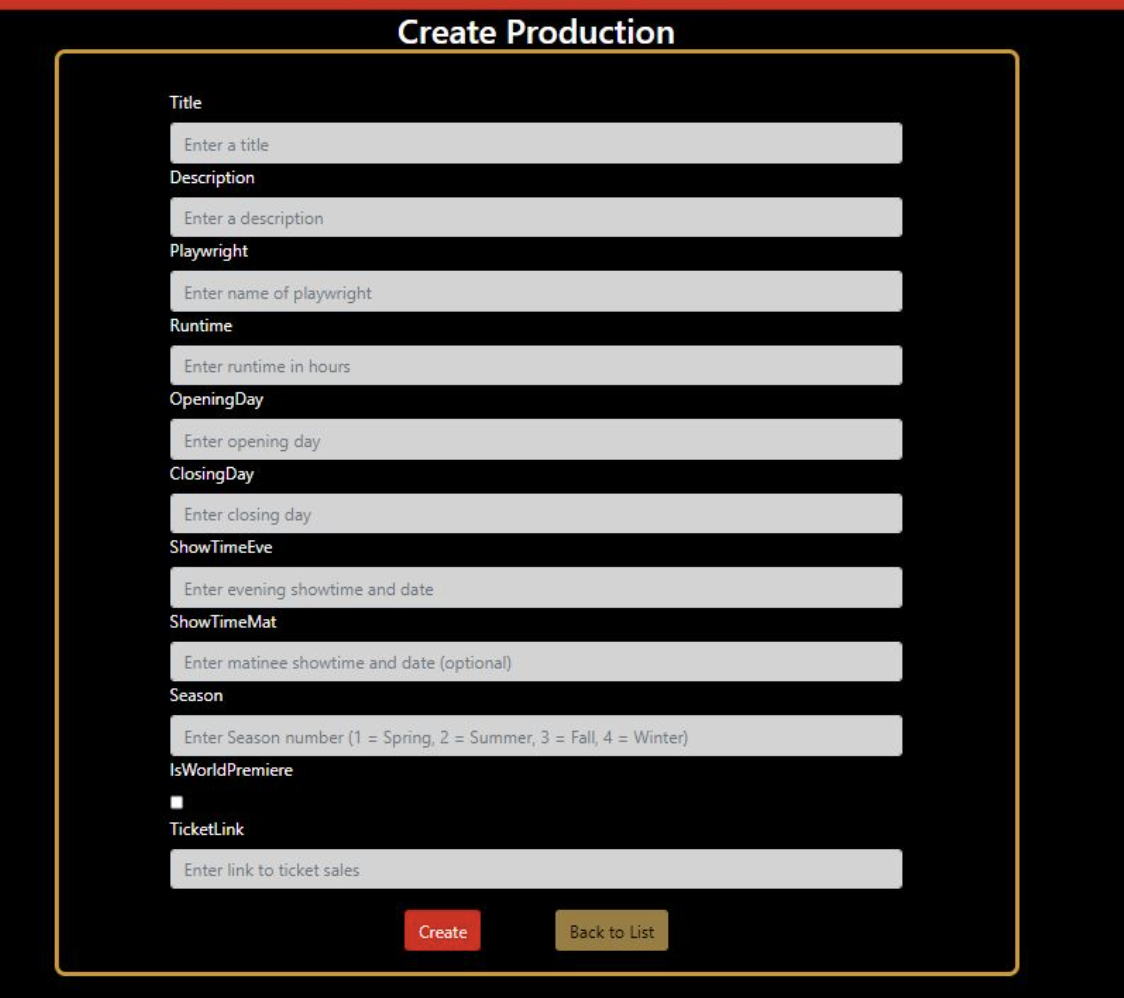 Create Production
Title
Enter a title
Description
Enter a description
Playwright
Enter name of playwright
Runtime
Enter runtime in hours
OpeningDay
Enter opening day
ClosingDay
Enter closing day
ShowTimeEve
Enter evening showtime and date
ShowTimeMat
Enter matinee showtime and date (optional)
Season
Enter Season number (1 = Spring, 2 = Summer, 3 = Fall, 4 = Winter)
IsWorldPremiere
TicketLink
Enter link to ticket sales
Create Back to List